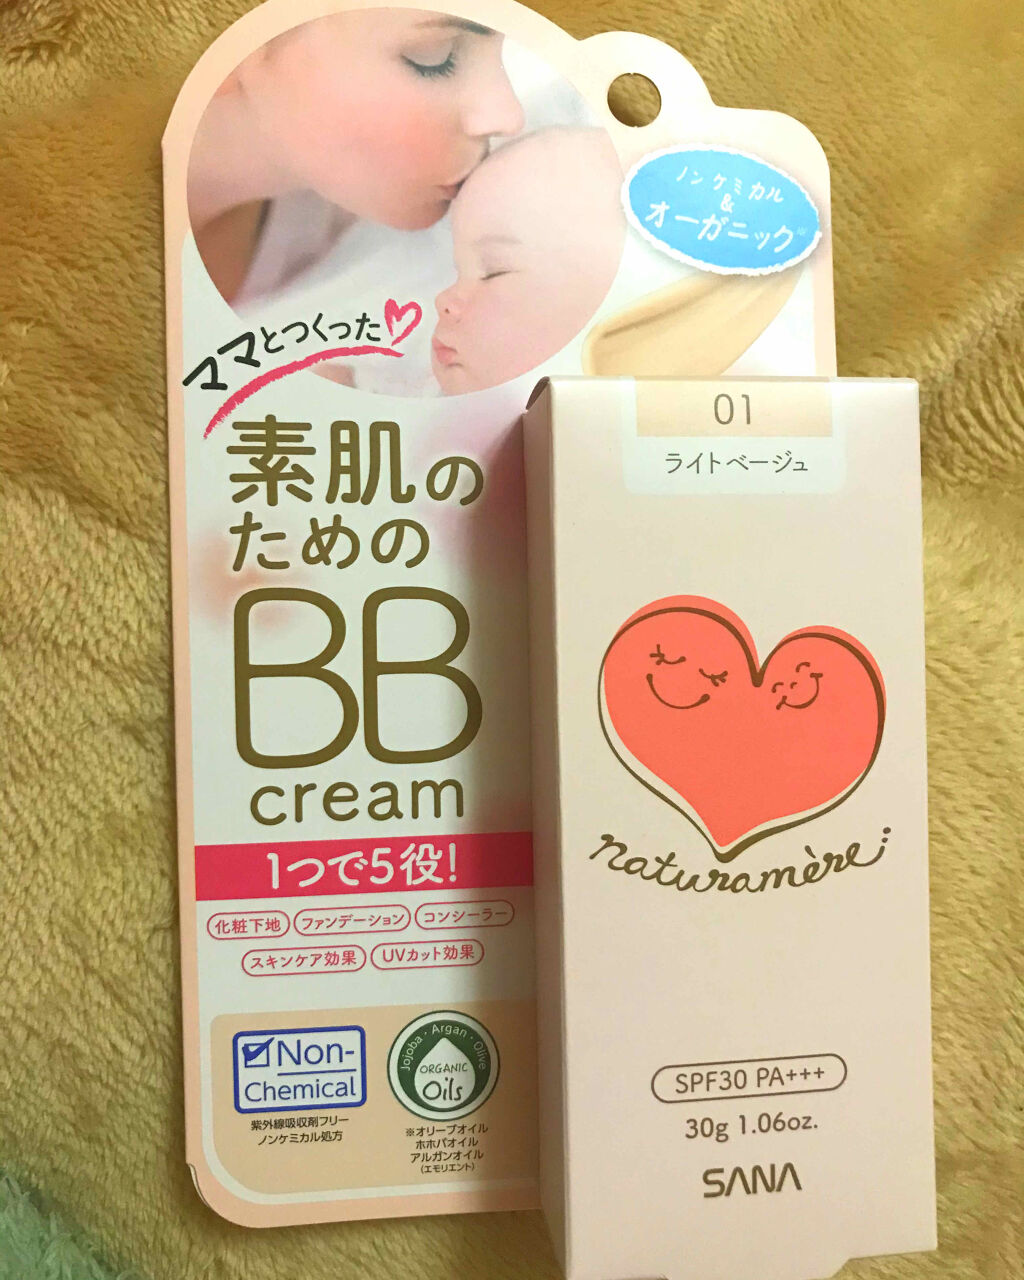 ノンケミカル
&
オーガニック※
ママとつくった
素肌の
ための
BB
cream
1つで5役!
化粧下地 ファンデーション コンシーラー
スキンケア効果 UVカット効果
Non-
Chemical
紫外線吸収剤フリー
ノンケミカル処方
Jojoba・Argan・Olive
ORGANIC
Oils
※オリーブオイル
ホホバオイル
アルガンオイル
(エモリエント)
01
ライトベージュ
naturamère
SPF30 PA+++
30g 1.06oz.
SANA